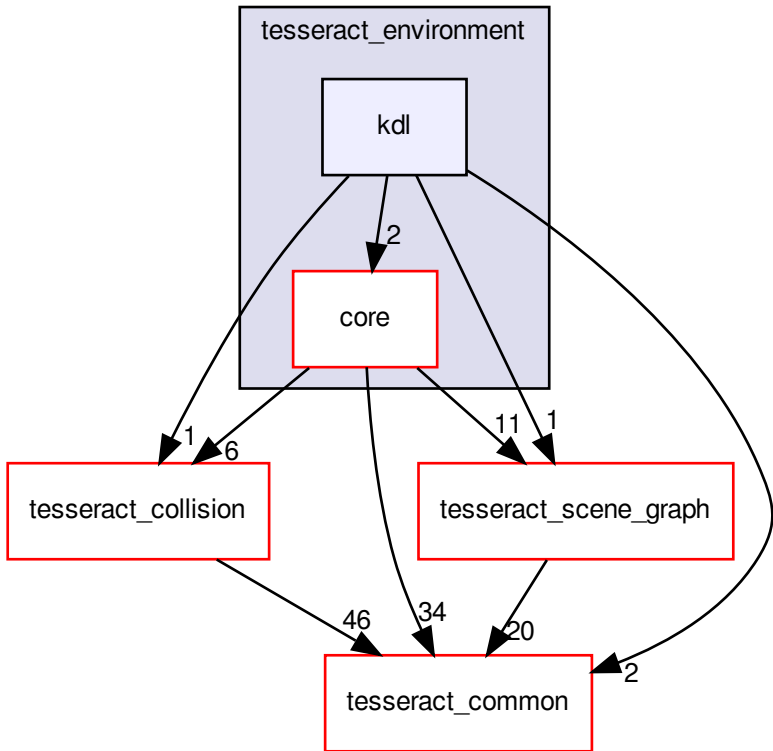 tesseract_environment
kdl
2
core
1
6
11
1
tesseract_collision
tesseract_scene_graph
46
34
20
2
tesseract_common